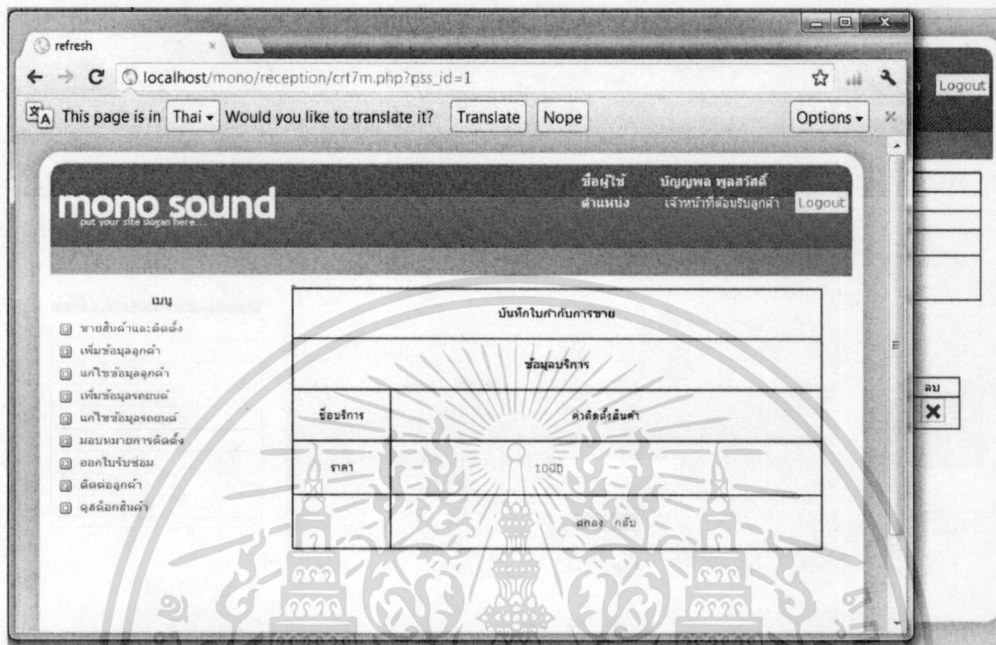 refresh
localhost/mono/reception/crt7m.php?pss_id=1
This page is in Thai Would you like to translate it? Translate Nope Options
Logout
ชื่อผู้ใช้ บัญญพล พูลสวัสดิ์
mono sound
ตำแหน่ง เจ้าหน้าที่ต้อนรับลูกค้า Logout
put your site slogan here...
เมนู
ขายสินค้าและติดตั้ง
เพิ่มข้อมูลลูกค้า
แก้ไขข้อมูลลูกค้า
เพิ่มข้อมูลรถยนต์
แก้ไขข้อมูลรถยนต์
มอบหมายการติดตั้ง
ออกใบรับซ่อม
ติดต่อลูกค้า
ดูสต็อกสินค้า
บันทึกใบกำกับการขาย
ข้อมูลบริการ
ชื่อบริการ ค่าติดตั้งสินค้า
ราคา 1000
ตกลง กลับ
ลบ